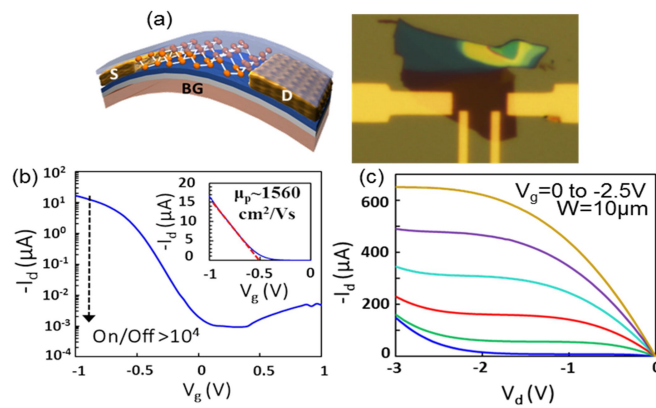 (a)
S
BG
D
(b)
10²
10¹
10⁰
10⁻¹
10⁻²
10⁻³
10⁻⁴
-I_d (µA)
-1
-0.5
0
0.5
1
V_g (V)
On/Off >10⁴
20
15
10
5
0
-I_d (µA)
µ_p~1560
cm²/Vs
-1
-0.5
0
V_g (V)
(c)
V_g=0 to -2.5V
W=10µm
600
400
200
0
-I_d (µA)
-3
-2
-1
0
V_d (V)